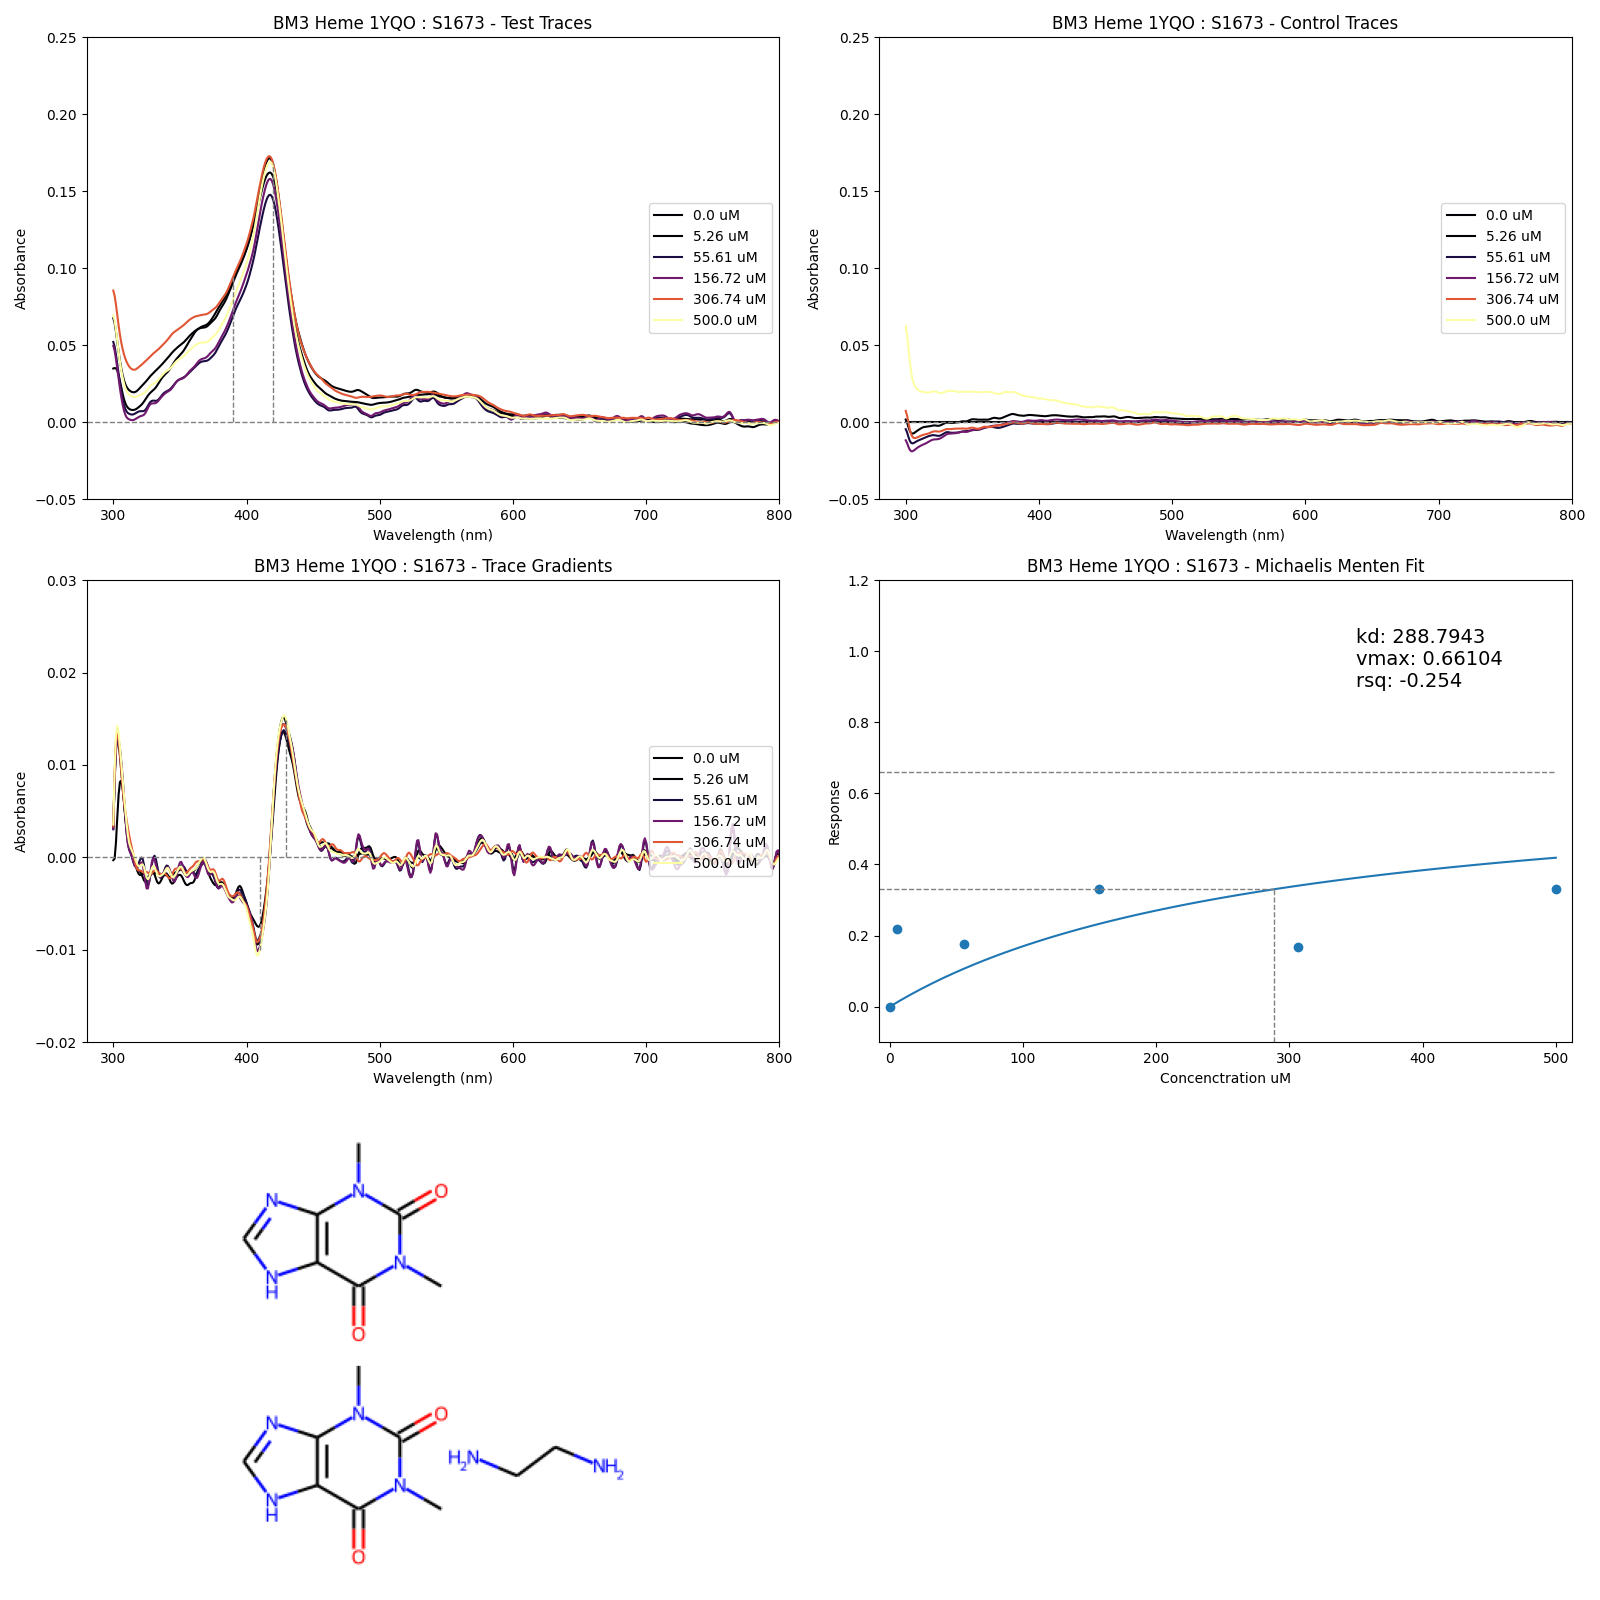 BM3 Heme 1YQO : S1673 - Test Traces
Absorbance
0.25
0.20
0.15
0.10
0.05
0.00
−0.05
300
400
500
600
700
800
Wavelength (nm)
0.0 uM
5.26 uM
55.61 uM
156.72 uM
306.74 uM
500.0 uM
BM3 Heme 1YQO : S1673 - Control Traces
Absorbance
0.25
0.20
0.15
0.10
0.05
0.00
−0.05
300
400
500
600
700
800
Wavelength (nm)
0.0 uM
5.26 uM
55.61 uM
156.72 uM
306.74 uM
500.0 uM
BM3 Heme 1YQO : S1673 - Trace Gradients
Absorbance
0.03
0.02
0.01
0.00
−0.01
−0.02
300
400
500
600
700
800
Wavelength (nm)
0.0 uM
5.26 uM
55.61 uM
156.72 uM
306.74 uM
500.0 uM
BM3 Heme 1YQO : S1673 - Michaelis Menten Fit
Response
1.2
1.0
0.8
0.6
0.4
0.2
0.0
0
100
200
300
400
500
Concenctration uM
kd: 288.7943
vmax: 0.66104
rsq: -0.254
N
N
O
N
NH
O
N
N
O
N
NH
O
H2N
NH2